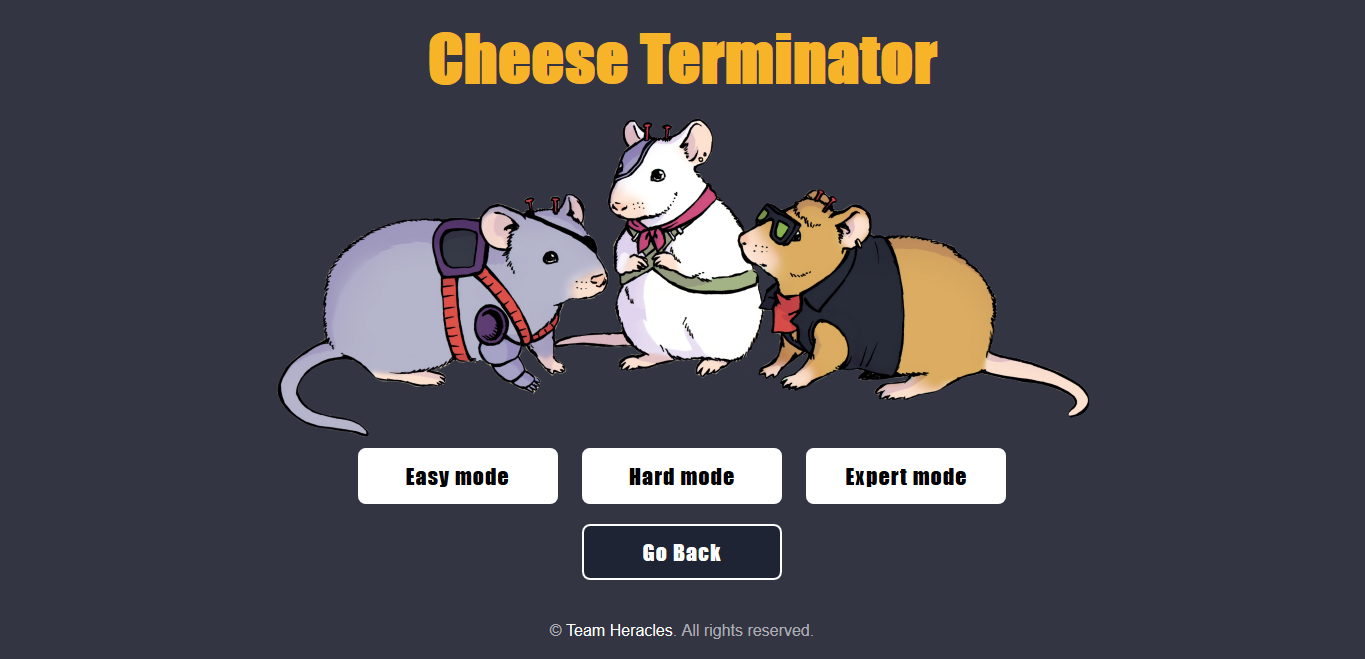 Cheese Terminator
Easy mode
Hard mode
Expert mode
Go Back
© Team Heracles. All rights reserved.